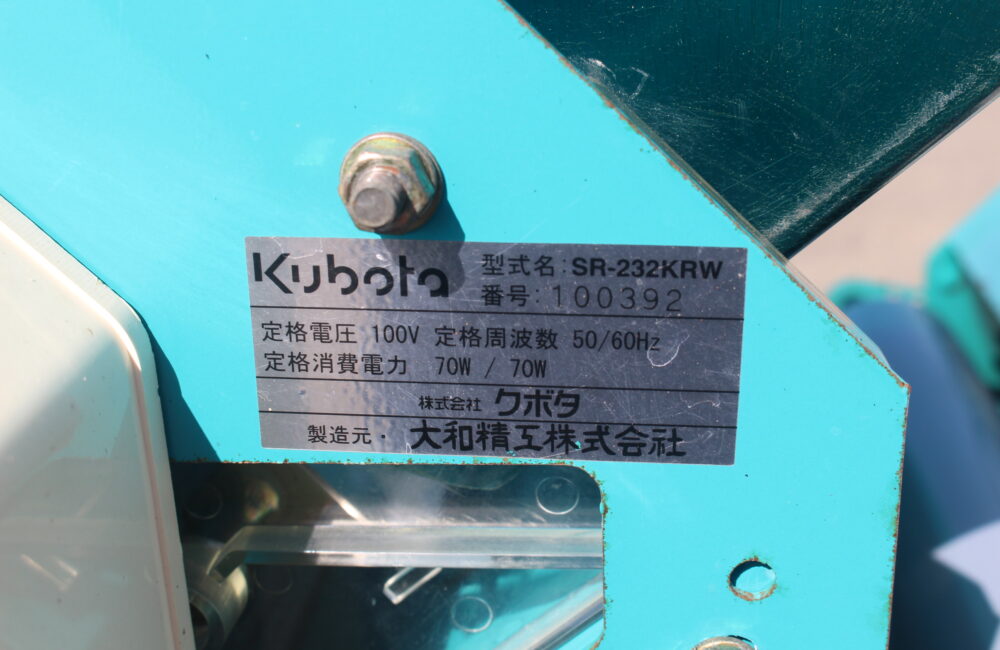 Kubota
型式名:SR-232KRW
番号:100392
定格電圧 100V 定格周波数 50/60Hz
定格消費電力 70W / 70W
株式会社 クボタ
製造元・大和精工株式会社